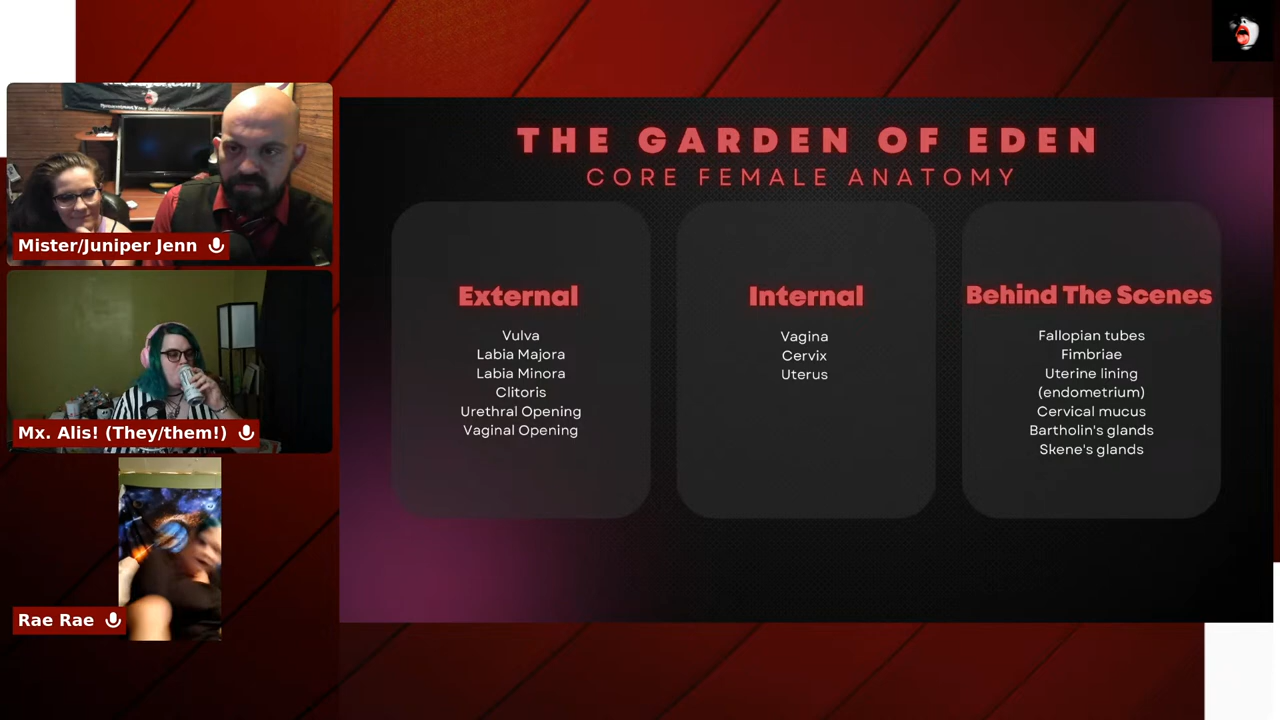 THE GARDEN OF EDEN
CORE FEMALE ANATOMY
External
Vulva
Labia Majora
Labia Minora
Clitoris
Urethral Opening
Vaginal Opening
Internal
Vagina
Cervix
Uterus
Behind The Scenes
Fallopian tubes
Fimbriae
Uterine lining
(endometrium)
Cervical mucus
Bartholin's glands
Skene's glands
Mister/Juniper Jenn
Mx. Alis! (They/them!)
Rae Rae